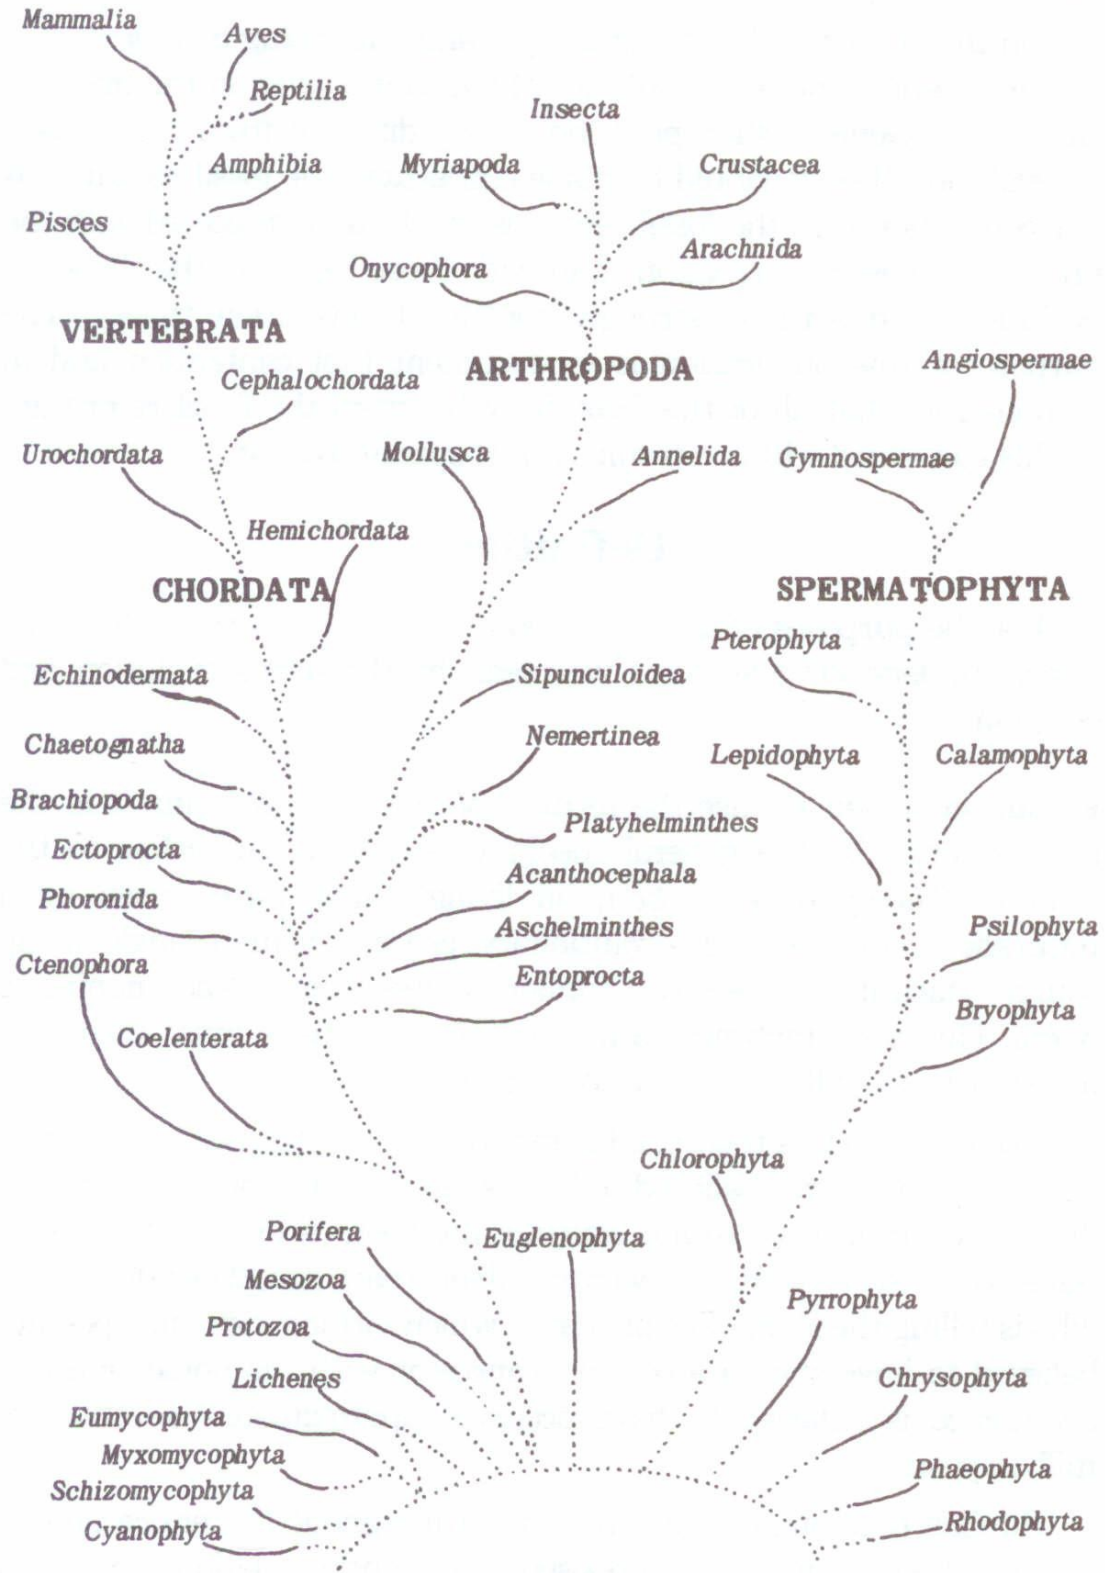 Mammalia
Aves
Reptilia
Insecta
Amphibia
Myriapoda
Crustacea
Pisces
Onycophora
Arachnida
VERTEBRATA
ARTHROPODA
Angiospermae
Cephalochordata
Urochordata
Mollusca
Annelida
Gymnospermae
Hemichordata
CHORDATA
SPERMATOPHYTA
Pterophyta
Echinodermata
Sipunculoidea
Chaetognatha
Nemertinea
Lepidophyta
Calamophyta
Brachiopoda
Platyhelminthes
Ectoprocta
Acanthocephala
Phoronida
Aschelminthes
Psilophyta
Ctenophora
Entoprocta
Bryophyta
Coelenterata
Chlorophyta
Porifera
Euglenophyta
Mesozoa
Pyrrophyta
Protozoa
Lichenes
Chrysophyta
Eumycophyta
Myxomycophyta
Phaeophyta
Schizomycophyta
Cyanophyta
Rhodophyta